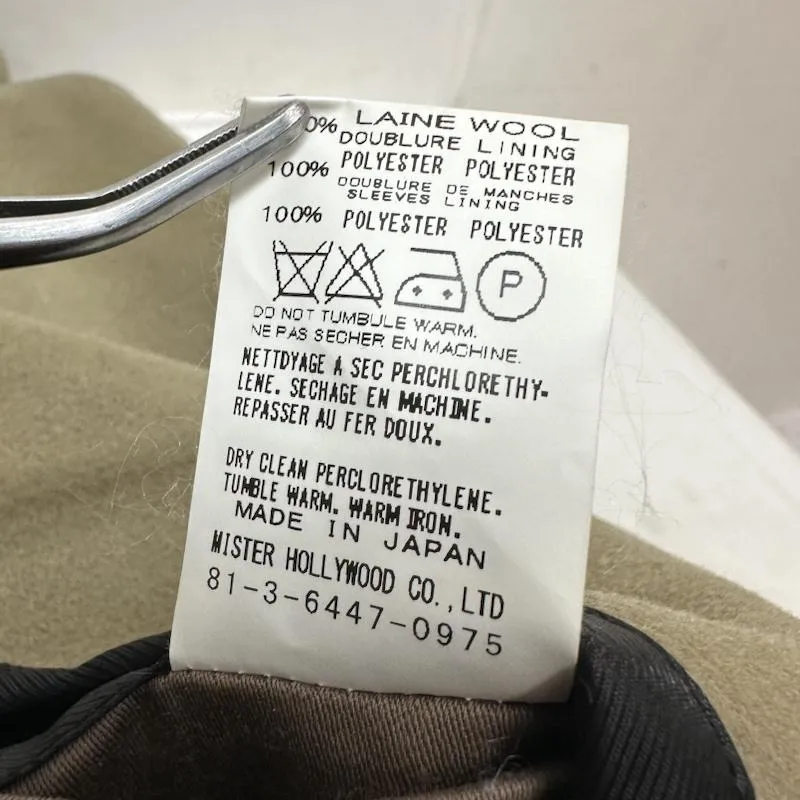 0% LAINE WOOL
DOUBLURE LINING
100% POLYESTER POLYESTER
DOUBLURE DE MANCHES
SLEEVES LINING
100% POLYESTER POLYESTER
P
DO NOT TUMBULE WARM.
NE PAS SECHER EN MACHINE.
NETTDYAGE A SEC PERCHLORETHY-
LENE. SECHAGE EN MACHINE.
REPASSER AU FER DOUX.
DRY CLEAN PERCLORETHYLENE.
TUMBLE WARM. WARM IRON.
MADE IN JAPAN
MISTER HOLLYWOOD CO.,LTD
81-3-6447-0975